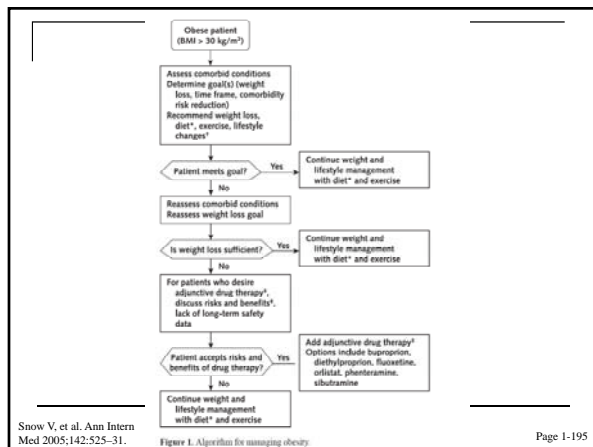 Obese patient
(BMI > 30 kg/m²)
Assess comorbid conditions
Determine goal(s) (weight
loss, time frame, comorbidity
risk reduction)
Recommend weight loss,
diet*, exercise, lifestyle
changes†
Patient meets goal?
Yes
Continue weight and
lifestyle management
with diet* and exercise
No
Reassess comorbid conditions
Reassess weight loss goal
Is weight loss sufficient?
Yes
Continue weight and
lifestyle management
with diet* and exercise
No
For patients who desire
adjunctive drug therapy
discuss risks and benefits
lack of long-term safety
data
Patient accepts risks and
benefits of drug therapy?
Yes
Add adjunctive drug therapy
Options include buproprion,
diethylproprion, fluoxetine,
orlistat, phentermine,
sibutramine
No
Continue weight and
lifestyle management
with diet* and exercise
Snow V, et al. Ann Intern
Med 2005;142:525–31.
Figure 1. Algorithm for managing obesity.
Page 1-195